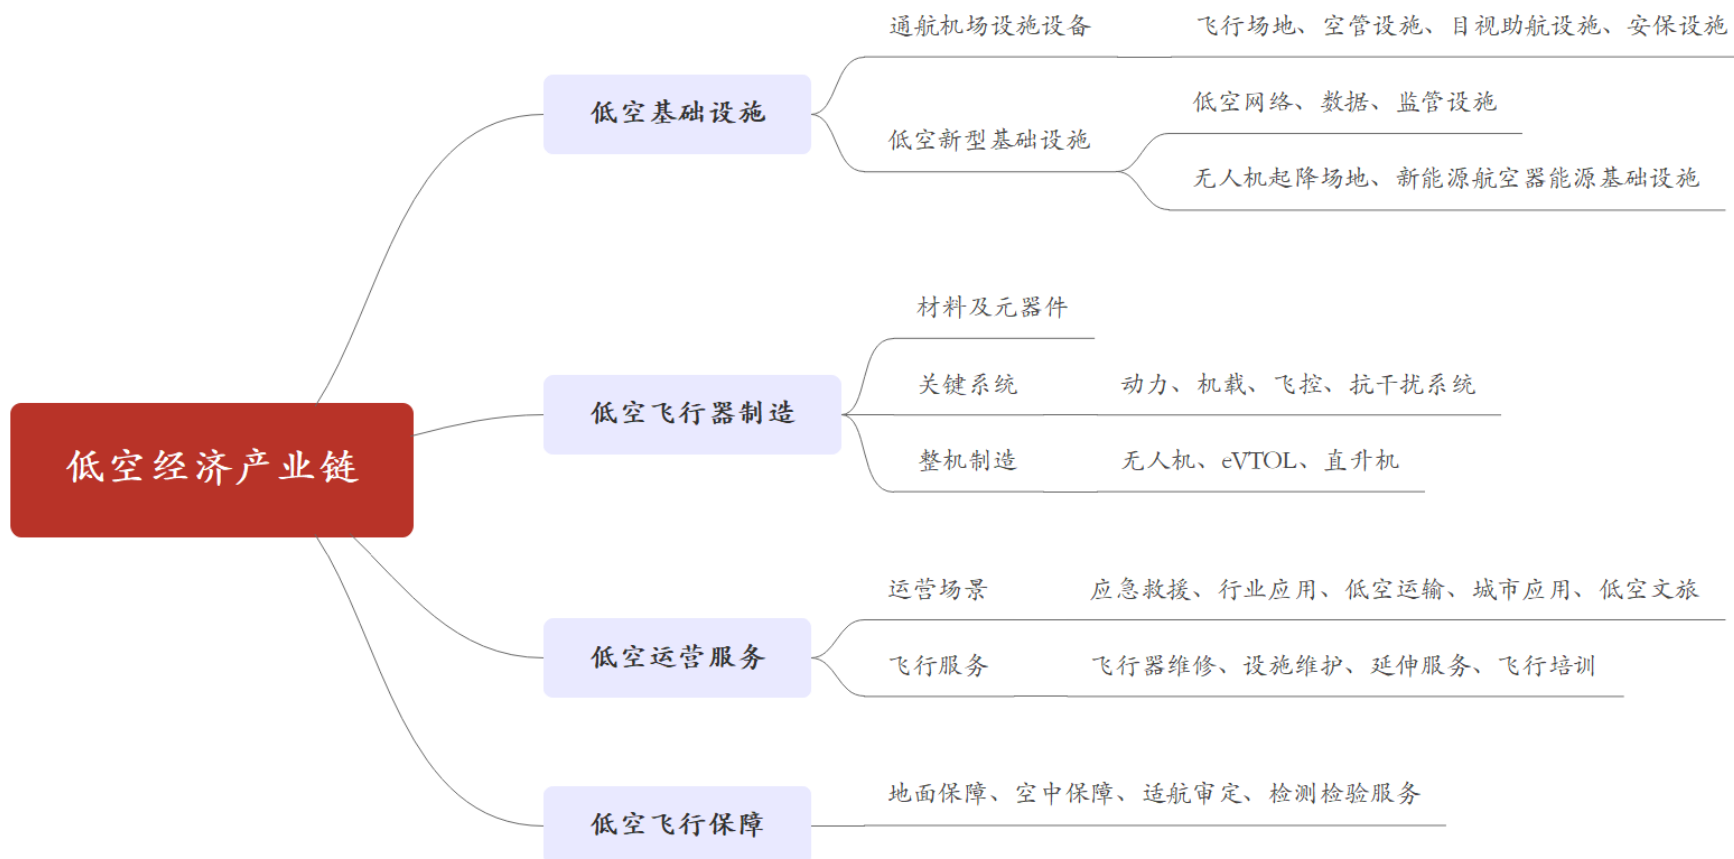 低空经济产业链
低空基础设施
通航机场设施设备
飞行场地、空管设施、目视助航设施、安保设施
低空新型基础设施
低空网络、数据、监管设施
无人机起降场地、新能源航空器能源基础设施
低空飞行器制造
材料及元器件
关键系统
动力、机载、飞控、抗干扰系统
整机制造
无人机、eVTOL、直升机
低空运营服务
运营场景
应急救援、行业应用、低空运输、城市应用、低空文旅
飞行服务
飞行器维修、设施维护、延伸服务、飞行培训
低空飞行保障
地面保障、空中保障、适航审定、检测检验服务